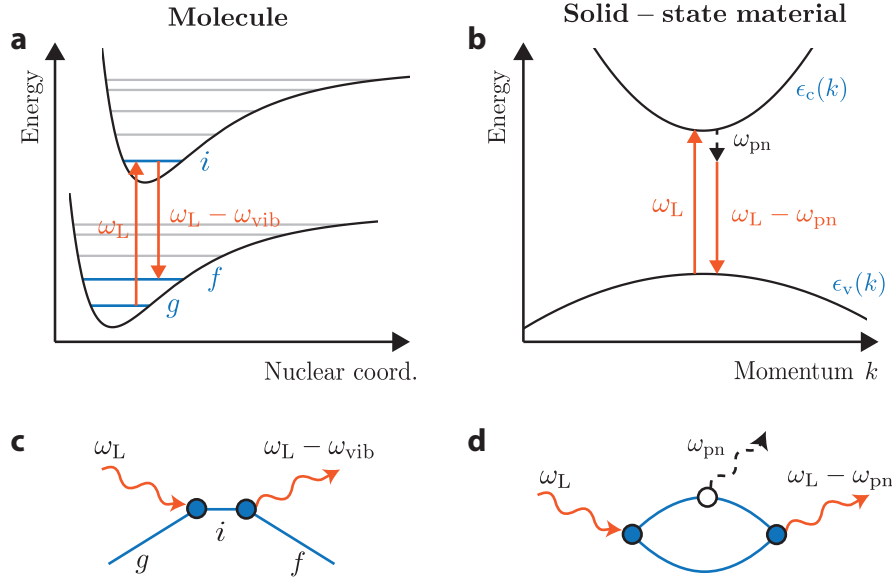 Molecule
a
Energy
i
ω_L
ω_L − ω_vib
f
g
Nuclear coord.
Solid – state material
b
Energy
ϵ_c(k)
ω_pn
ω_L
ω_L − ω_pn
ϵ_v(k)
Momentum k
c
ω_L
ω_L − ω_vib
g
i
f
d
ω_pn
ω_L
ω_L − ω_pn